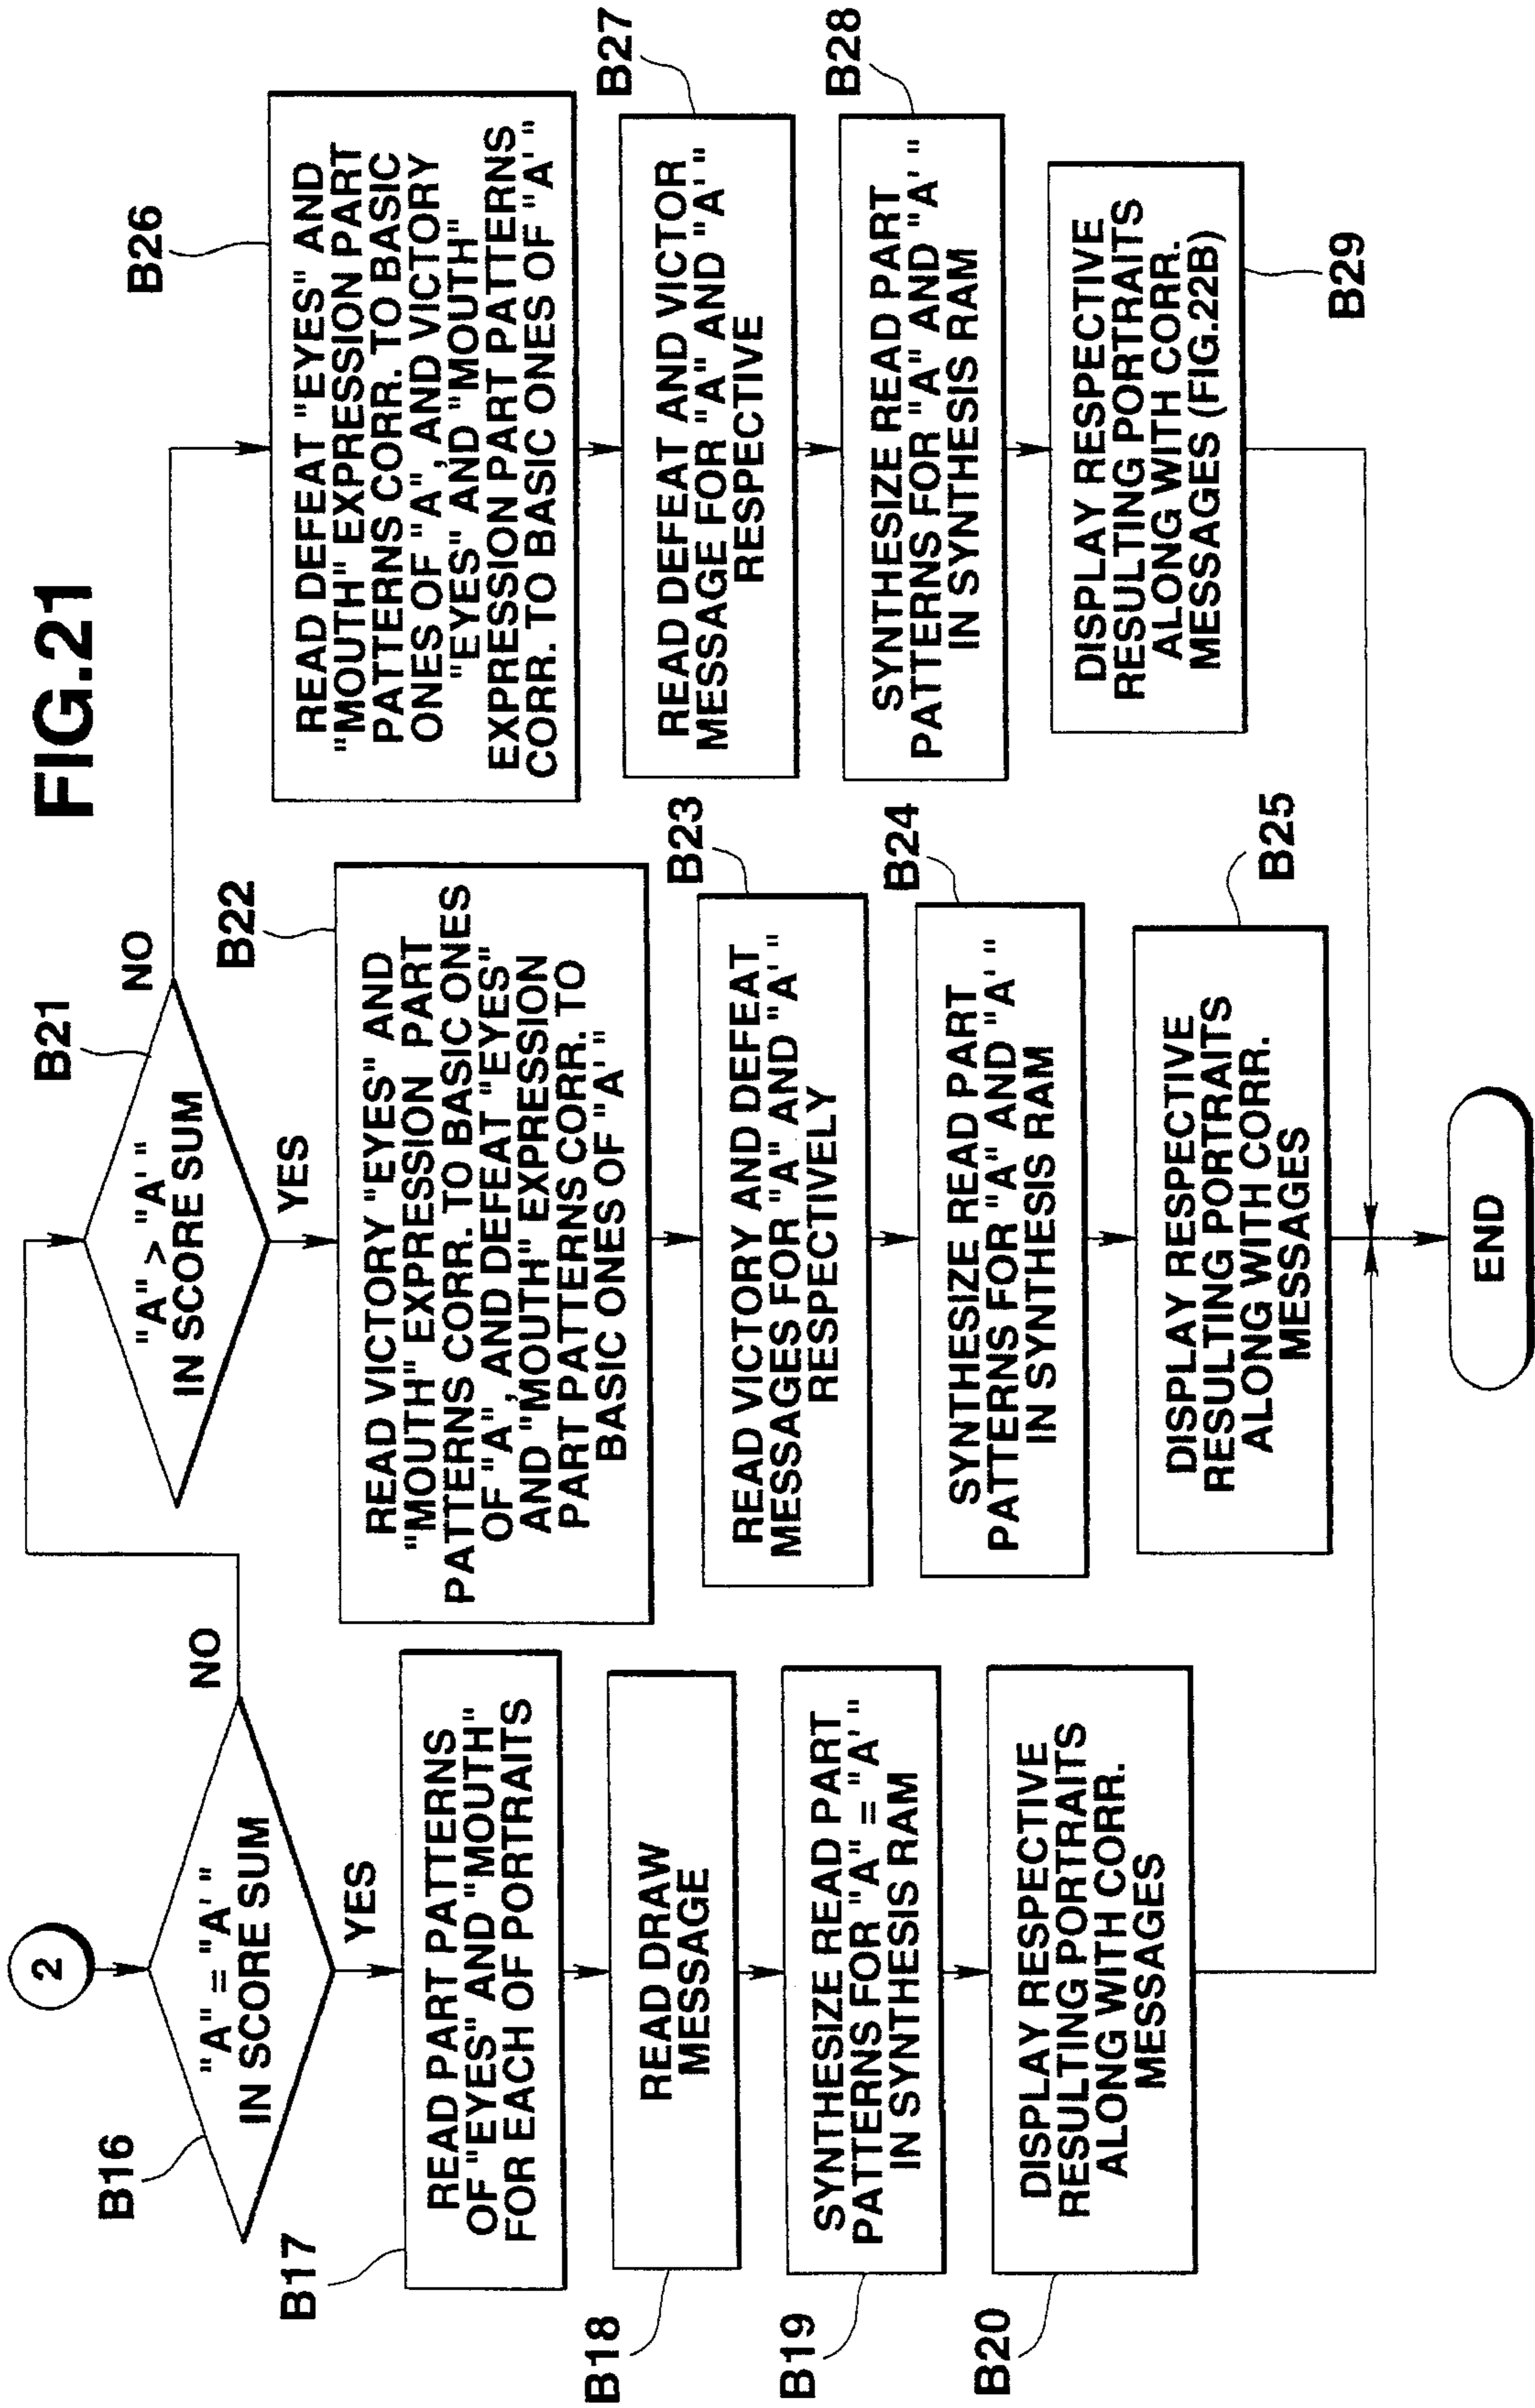 FIG.21
2
B16
"A" = "A'"
IN SCORE SUM
NO
YES
B17
READ PART PATTERNS
OF "EYES" AND "MOUTH"
FOR EACH OF PORTRAITS
B18
READ DRAW
MESSAGE
B19
SYNTHESIZE READ PART
PATTERNS FOR "A" = "A'"
IN SYNTHESIS RAM
B20
DISPLAY RESPECTIVE
RESULTING PORTRAITS
ALONG WITH CORR.
MESSAGES
B21
"A" > "A'"
IN SCORE SUM
NO
YES
B22
READ VICTORY "EYES" AND
"MOUTH" EXPRESSION PART
PATTERNS CORR. TO BASIC ONES
OF "A", AND DEFEAT "EYES"
AND "MOUTH" EXPRESSION
PART PATTERNS CORR. TO
BASIC ONES OF "A'"
B23
READ VICTORY AND DEFEAT
MESSAGES FOR "A" AND "A'"
RESPECTIVELY
B24
SYNTHESIZE READ PART
PATTERNS FOR "A" AND "A'"
IN SYNTHESIS RAM
B25
DISPLAY RESPECTIVE
RESULTING PORTRAITS
ALONG WITH CORR.
MESSAGES
B26
READ DEFEAT "EYES" AND
"MOUTH" EXPRESSION PART
PATTERNS CORR. TO BASIC
ONES OF "A", AND VICTORY
"EYES" AND "MOUTH"
EXPRESSION PART PATTERNS
CORR. TO BASIC ONES OF "A'"
B27
READ DEFEAT AND VICTOR
MESSAGE FOR "A" AND "A'"
RESPECTIVE
B28
SYNTHESIZE READ PART
PATTERNS FOR "A" AND "A'"
IN SYNTHESIS RAM
B29
DISPLAY RESPECTIVE
RESULTING PORTRAITS
ALONG WITH CORR.
MESSAGES (FIG.22B)
END